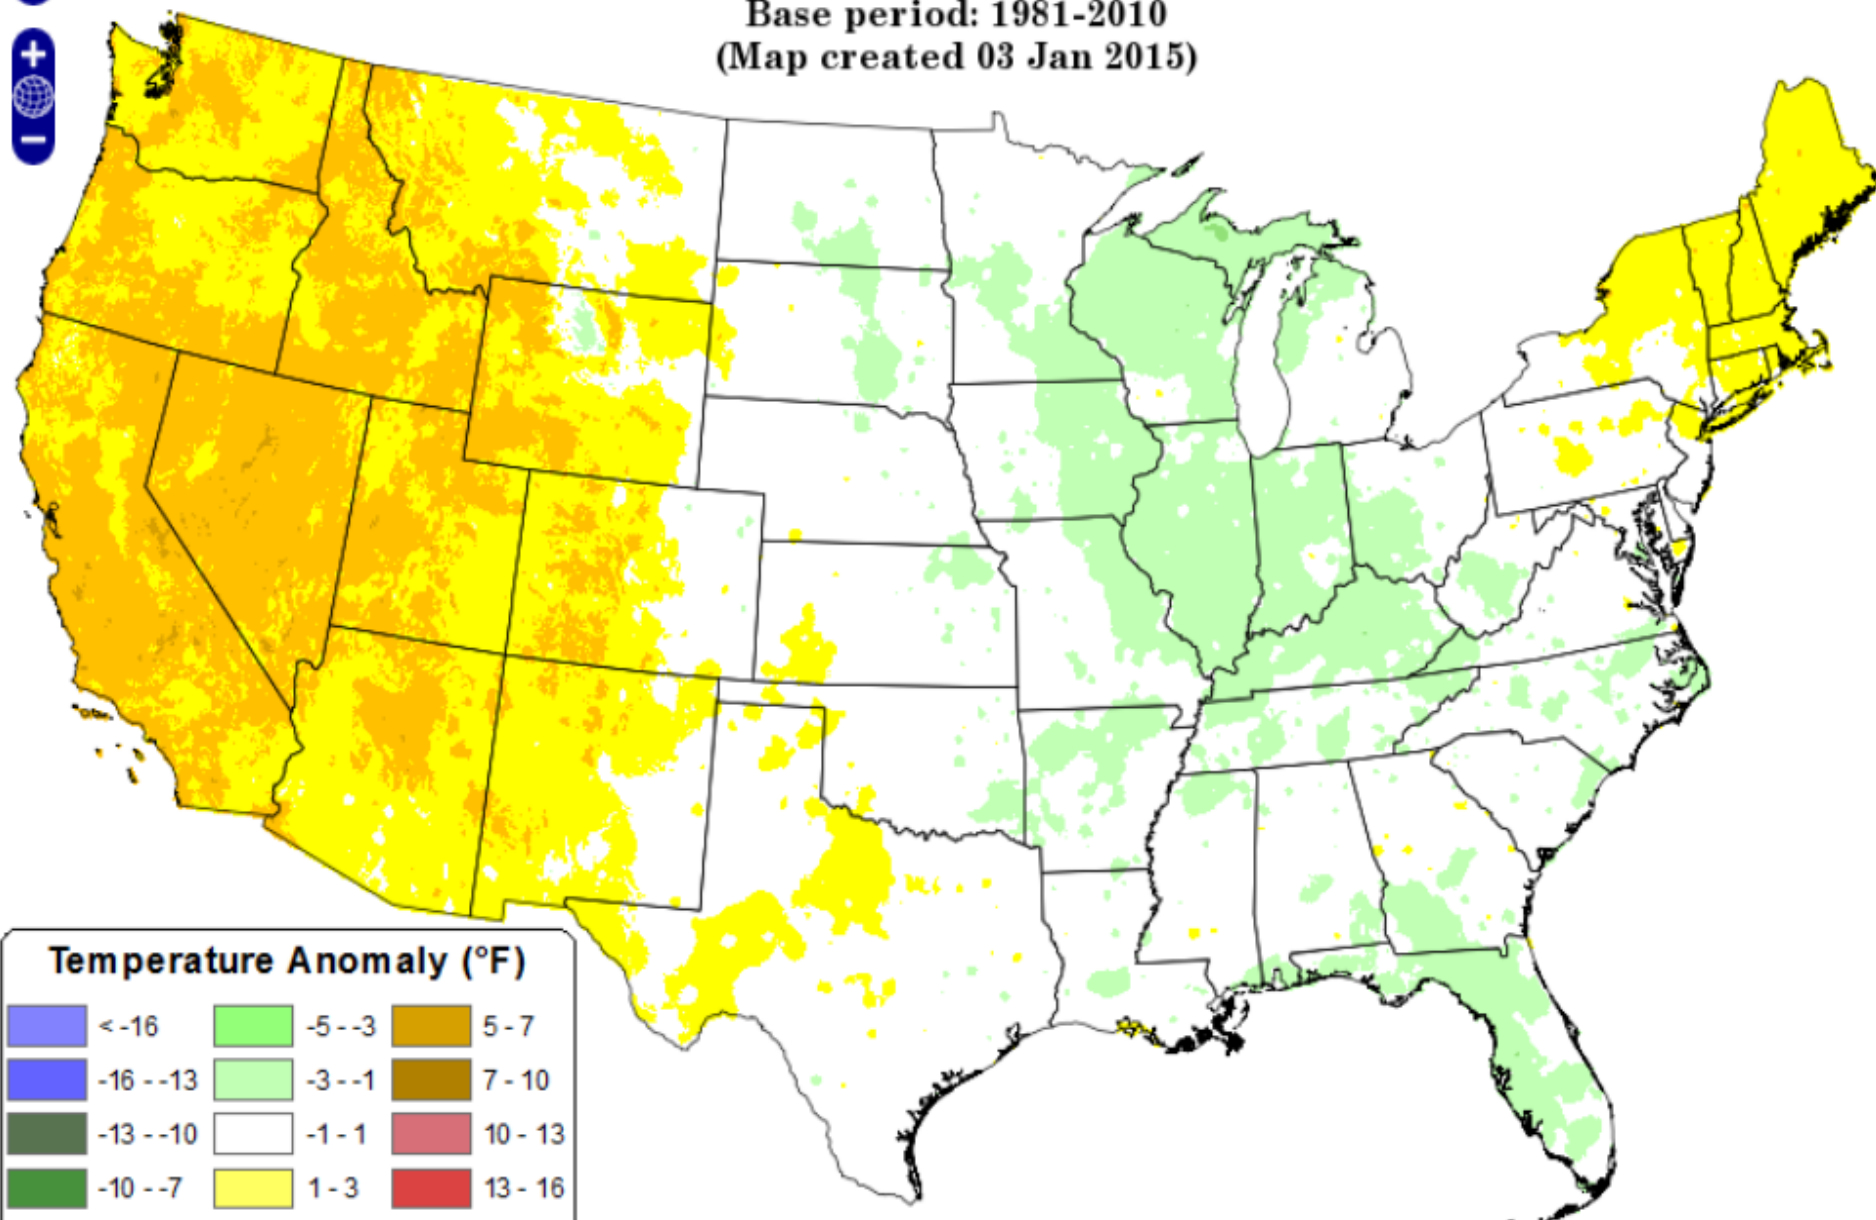 Base period: 1981-2010
(Map created 03 Jan 2015)
+
−
Temperature Anomaly (°F)
< -16
-5 - -3
5 - 7
-16 - -13
-3 - -1
7 - 10
-13 - -10
-1 - 1
10 - 13
-10 - -7
1 - 3
13 - 16